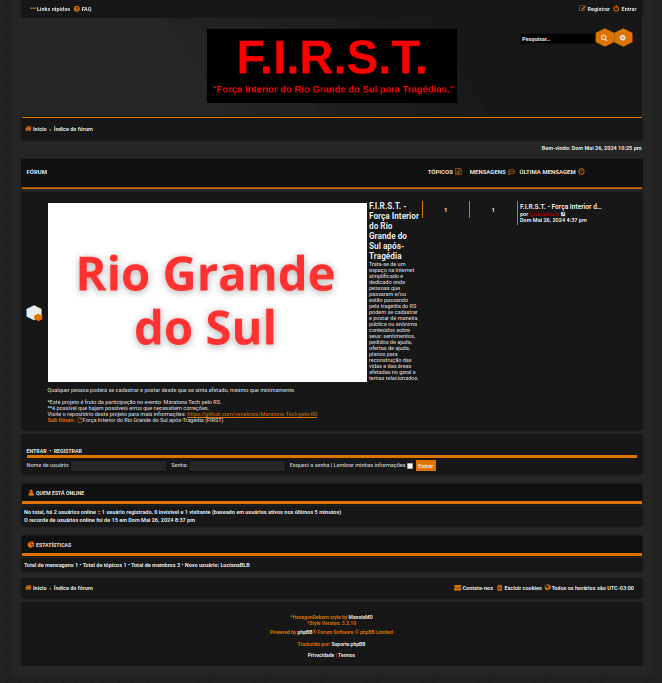 Links rápidos FAQ
Registrar Entrar
F.I.R.S.T.
"Força Interior do Rio Grande do Sul para Tragédias."
Pesquisar…
Início ‹ Índice do fórum
Bem-vindo: Dom Mai 26, 2024 10:25 pm
FÓRUM TÓPICOS MENSAGENS ÚLTIMA MENSAGEM
Rio Grande
do Sul
F.I.R.S.T. -
Força Interior
do Rio
Grande do
Sul após-
Tragédia
Trata-se de um
espaço na internet
simplificado e
dedicado onde
pessoas que
passaram e/ou
estão passando
pela tragédia do RS
podem se cadastrar
e postar de maneira
pública ou anônima
conteúdos sobre
seus: sentimentos,
pedidos de ajuda,
ofertas de ajuda,
planos para
reconstrução das
vidas e das áreas
afetadas no geral e
temas relacionados.
1
1
F.I.R.S.T. - Força Interior d…
por
Dom Mai 26, 2024 4:37 pm
Qualquer pessoa poderá se cadastrar e postar desde que se sinta afetado, mesmo que minimamente.
*Este projeto é fruto da participação no evento: Maratona Tech pelo RS.
**é possível que hajam possíveis erros que necessitem correções.
Visite o repositório deste projeto para mais informações:
Sub fórum: Força Interior do Rio Grande do Sul após-Tragédia (FIRST)
ENTRAR • REGISTRAR
Nome de usuário: Senha: Esqueci a senha | Lembrar minhas informações Entrar
QUEM ESTÁ ONLINE
No total, há 2 usuários online :: 1 usuário registrado, 0 invisível e 1 visitante (baseado em usuários ativos nos últimos 5 minutos)
O recorde de usuários online foi de 15 em Dom Mai 26, 2024 8:37 pm
ESTATÍSTICAS
Total de mensagens 1 • Total de tópicos 1 • Total de membros 3 • Novo usuário: LucianaBLB
Início ‹ Índice do fórum
Contate-nos Excluir cookies Todos os horários são UTC-03:00
*HexagonReborn style by MannixMD
*Style Version: 3.2.10
Powered by phpBB® Forum Software © phpBB Limited
Traduzido por: Suporte phpBB
Privacidade | Termos